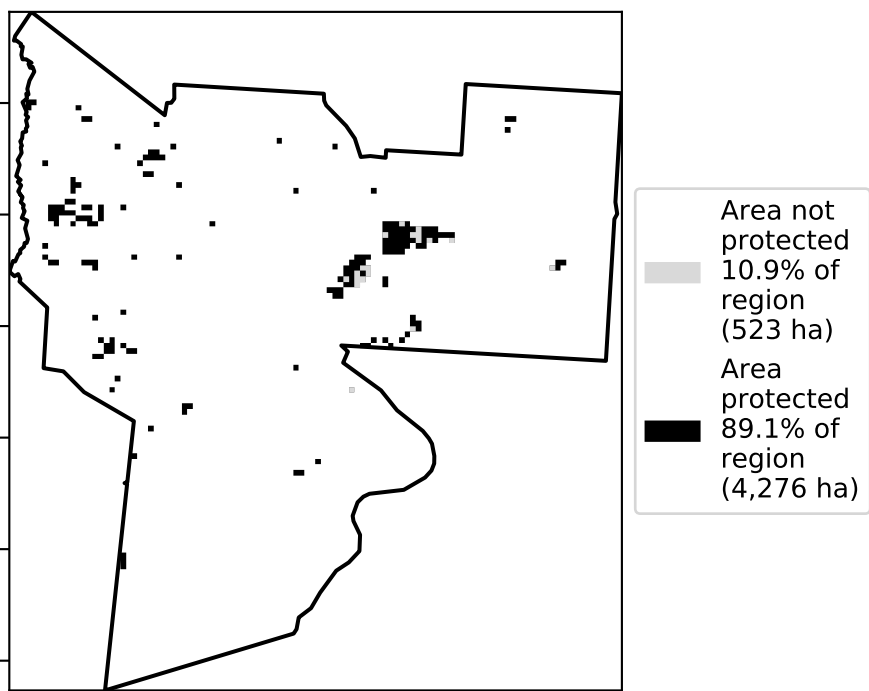 Area not
protected
10.9% of
region
(523 ha)
Area
protected
89.1% of
region
(4,276 ha)